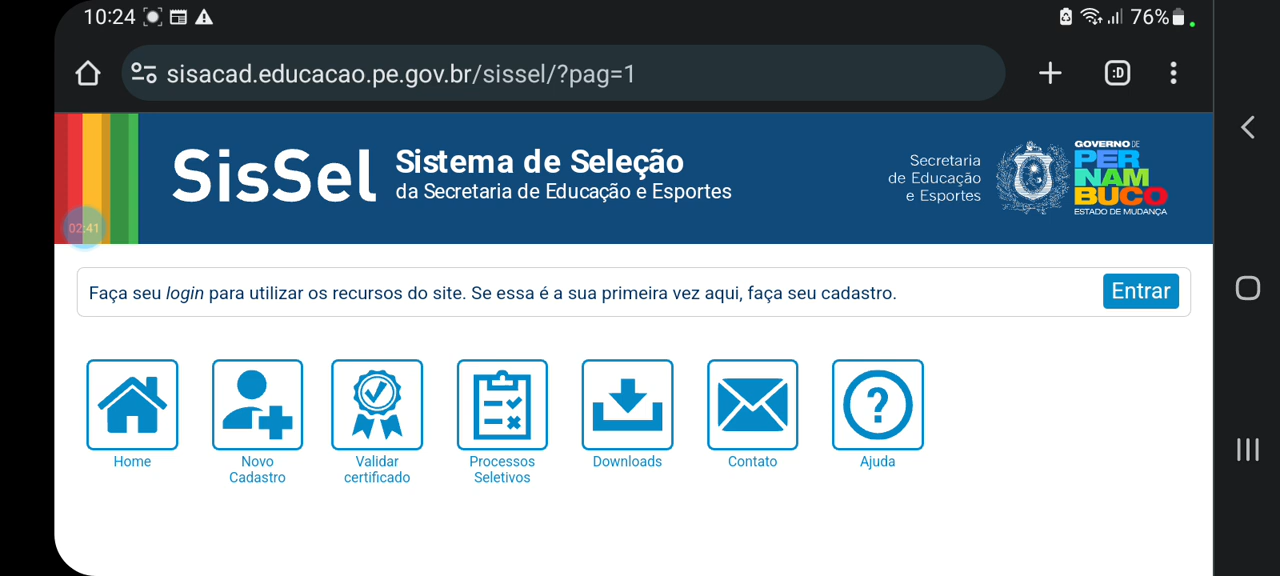 10:24
76%
sisacad.educacao.pe.gov.br/sissel/?pag=1
:D
SisSel
Sistema de Seleção
da Secretaria de Educação e Esportes
Secretaria
de Educação
e Esportes
GOVERNO DE
PER
NAM
BUCO
ESTADO DE MUDANÇA
02:41
Faça seu login para utilizar os recursos do site. Se essa é a sua primeira vez aqui, faça seu cadastro.
Entrar
Home
Novo
Cadastro
Validar
certificado
Processos
Seletivos
Downloads
Contato
?
Ajuda